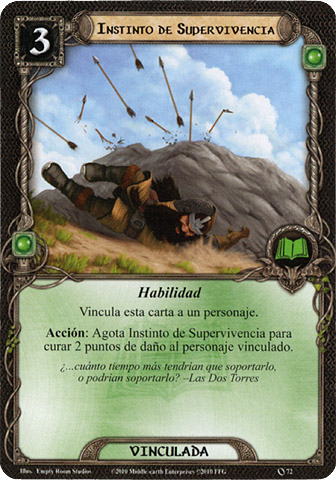 3
INSTINTO DE SUPERVIVENCIA
Habilidad
Vincula esta carta a un personaje.
Acción: Agota Instinto de Supervivencia para
curar 2 puntos de daño al personaje vinculado.
¿...cuánto tiempo más tendrían que soportarlo,
o podrían soportarlo? –Las Dos Torres
VINCULADA
Illus. Empty Room Studios
©2010 Middle-earth Enterprises ©2010 FFG
72